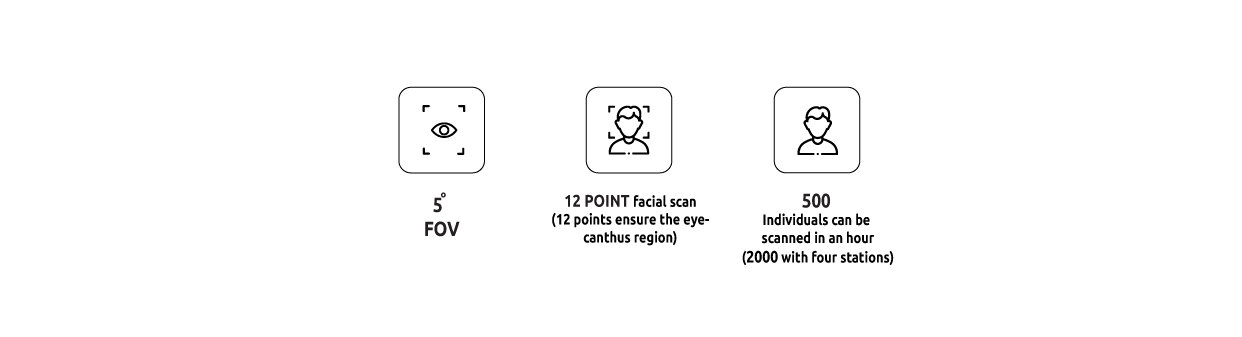 5°
FOV
12 POINT facial scan
(12 points ensure the eye-
canthus region)
500
Individuals can be
scanned in an hour
(2000 with four stations)